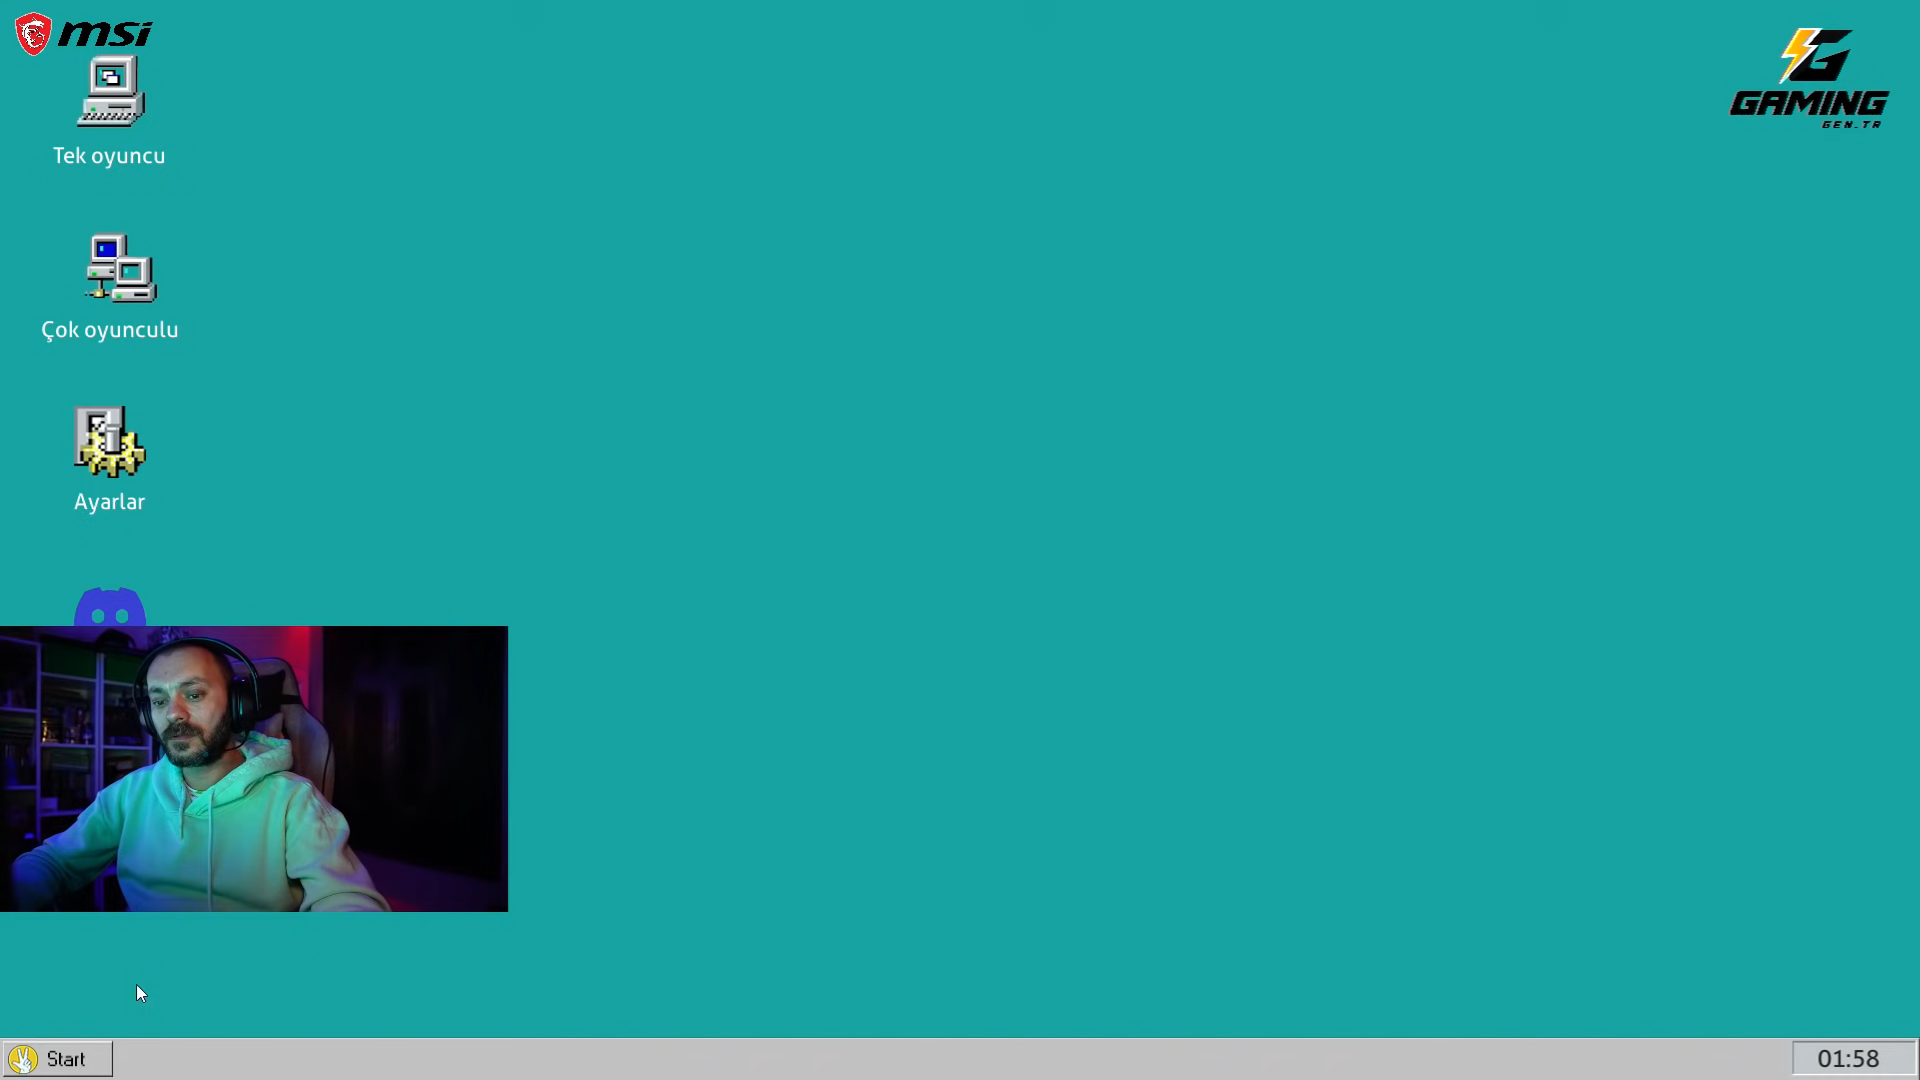 msi
GAMING
GEN.TR
Tek oyuncu
Çok oyunculu
Ayarlar
Start
01:58